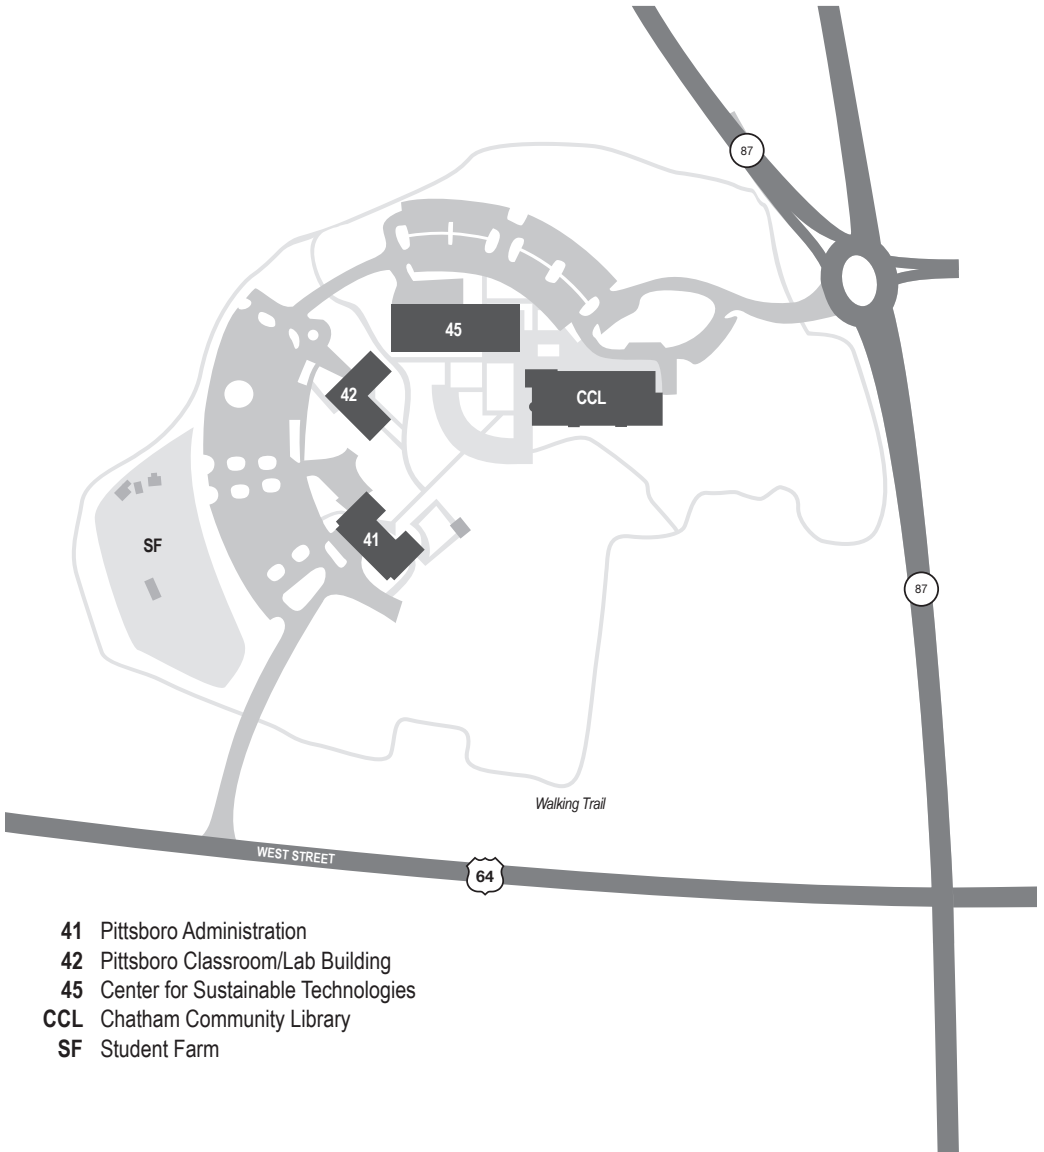 87
45
42
CCL
41
SF
87
Walking Trail
WEST STREET
64
41 Pittsboro Administration
42 Pittsboro Classroom/Lab Building
45 Center for Sustainable Technologies
CCL Chatham Community Library
SF Student Farm